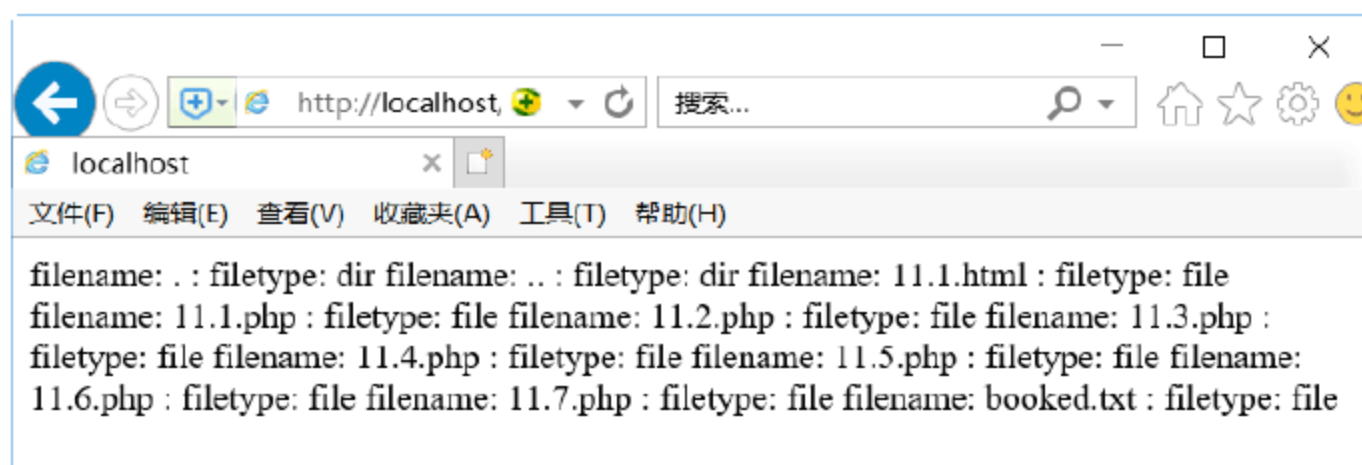 http://localhost,
搜索...
localhost
文件(F) 编辑(E) 查看(V) 收藏夹(A) 工具(T) 帮助(H)
filename: . : filetype: dir filename: .. : filetype: dir filename: 11.1.html : filetype: file
filename: 11.1.php : filetype: file filename: 11.2.php : filetype: file filename: 11.3.php :
filetype: file filename: 11.4.php : filetype: file filename: 11.5.php : filetype: file filename:
11.6.php : filetype: file filename: 11.7.php : filetype: file filename: booked.txt : filetype: file